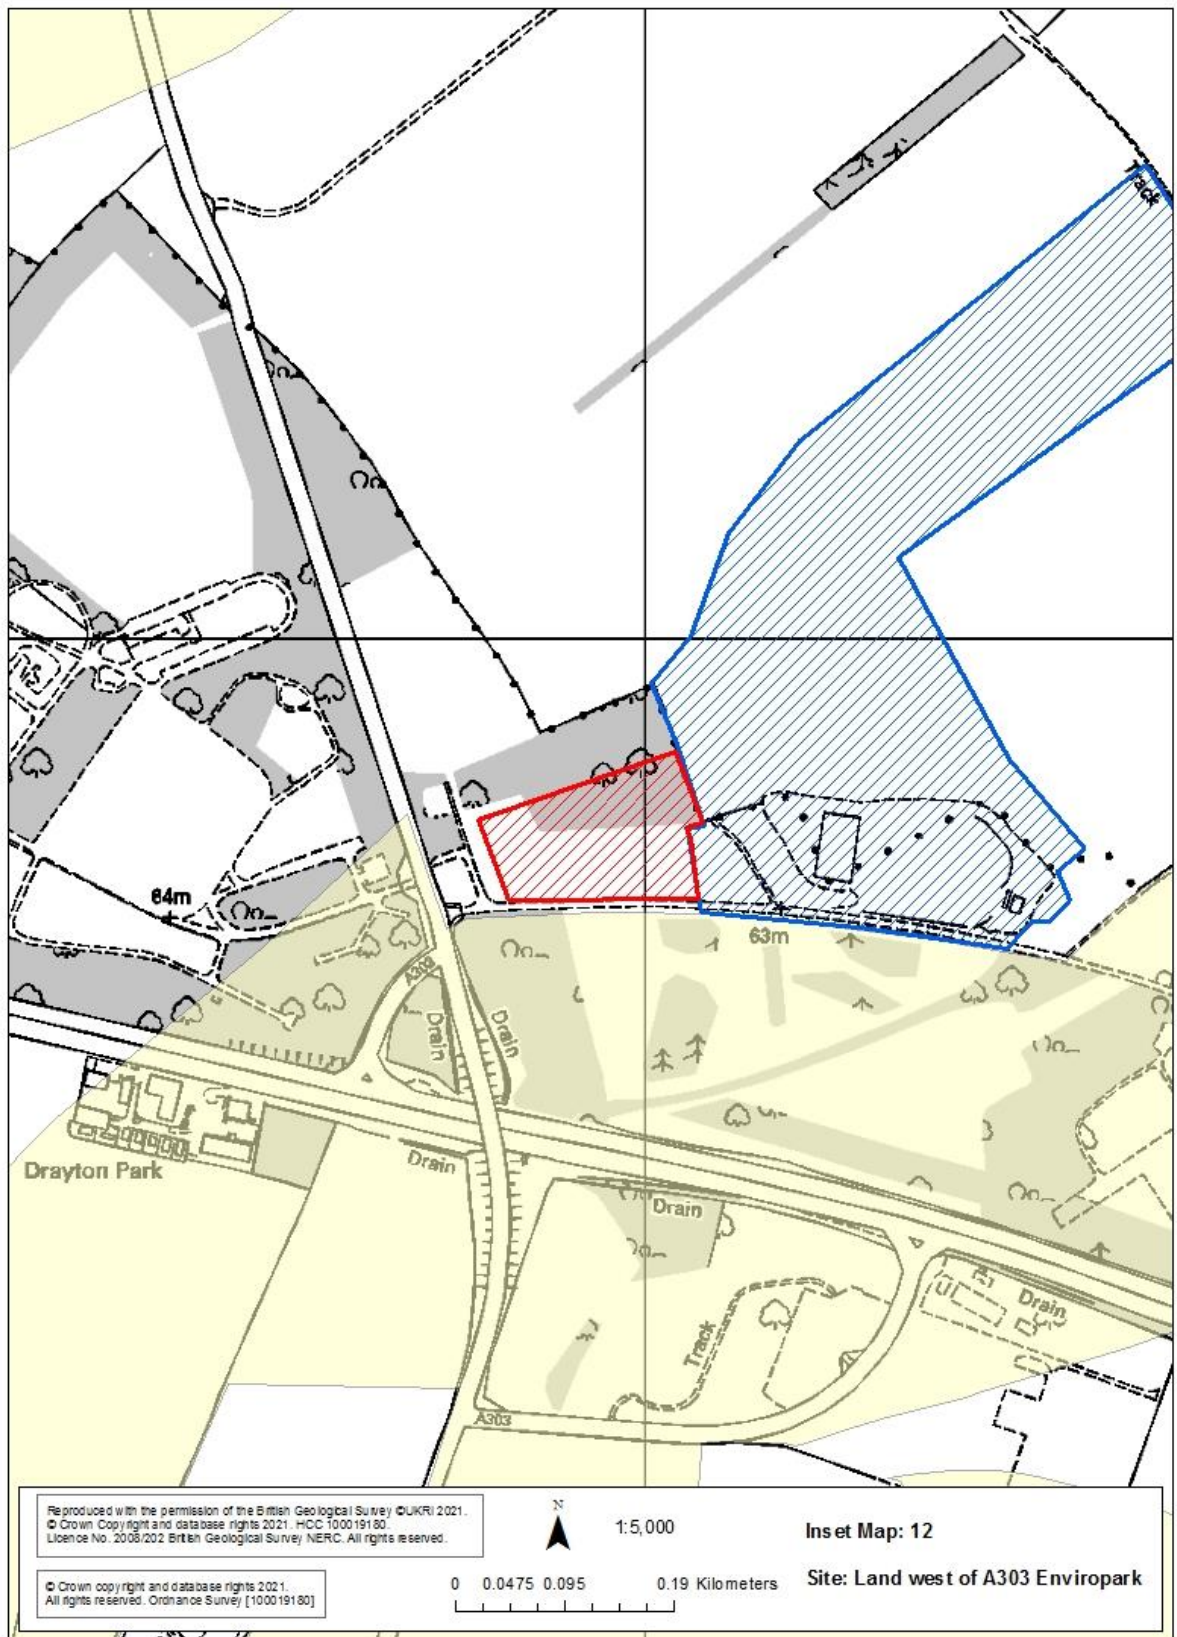 Track
64m
63m
A303
Drain
Drain
Drayton Park
Drain
Drain
Track
Drain
A303
Reproduced with the permission of the British Geological Survey ©UKRI 2021.
© Crown Copyright and database rights 2021. HCC 100019180.
Licence No. 2008/202 British Geological Survey NERC. All rights reserved.
N
1:5,000
Inset Map: 12
© Crown copyright and database rights 2021.
All rights reserved. Ordnance Survey [100019180]
0 0.0475 0.095 0.19 Kilometers
Site: Land west of A303 Enviropark